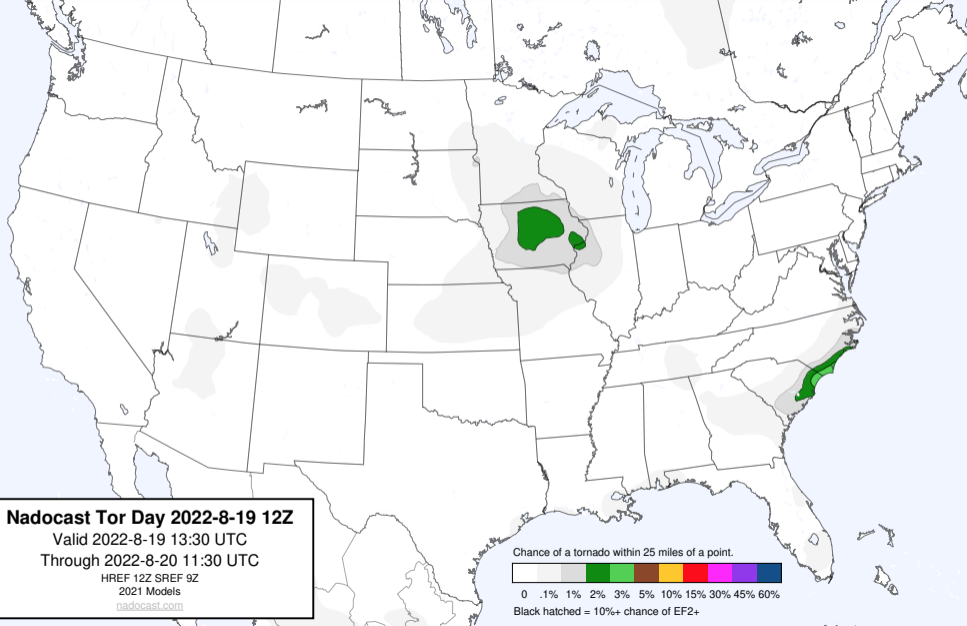 Nadocast Tor Day 2022-8-19 12Z
Valid 2022-8-19 13:30 UTC
Through 2022-8-20 11:30 UTC
HREF 12Z SREF 9Z
2021 Models
nadocast.com
Chance of a tornado within 25 miles of a point.
0 .1% 1% 2% 3% 5% 10% 15% 30% 45% 60%
Black hatched = 10%+ chance of EF2+